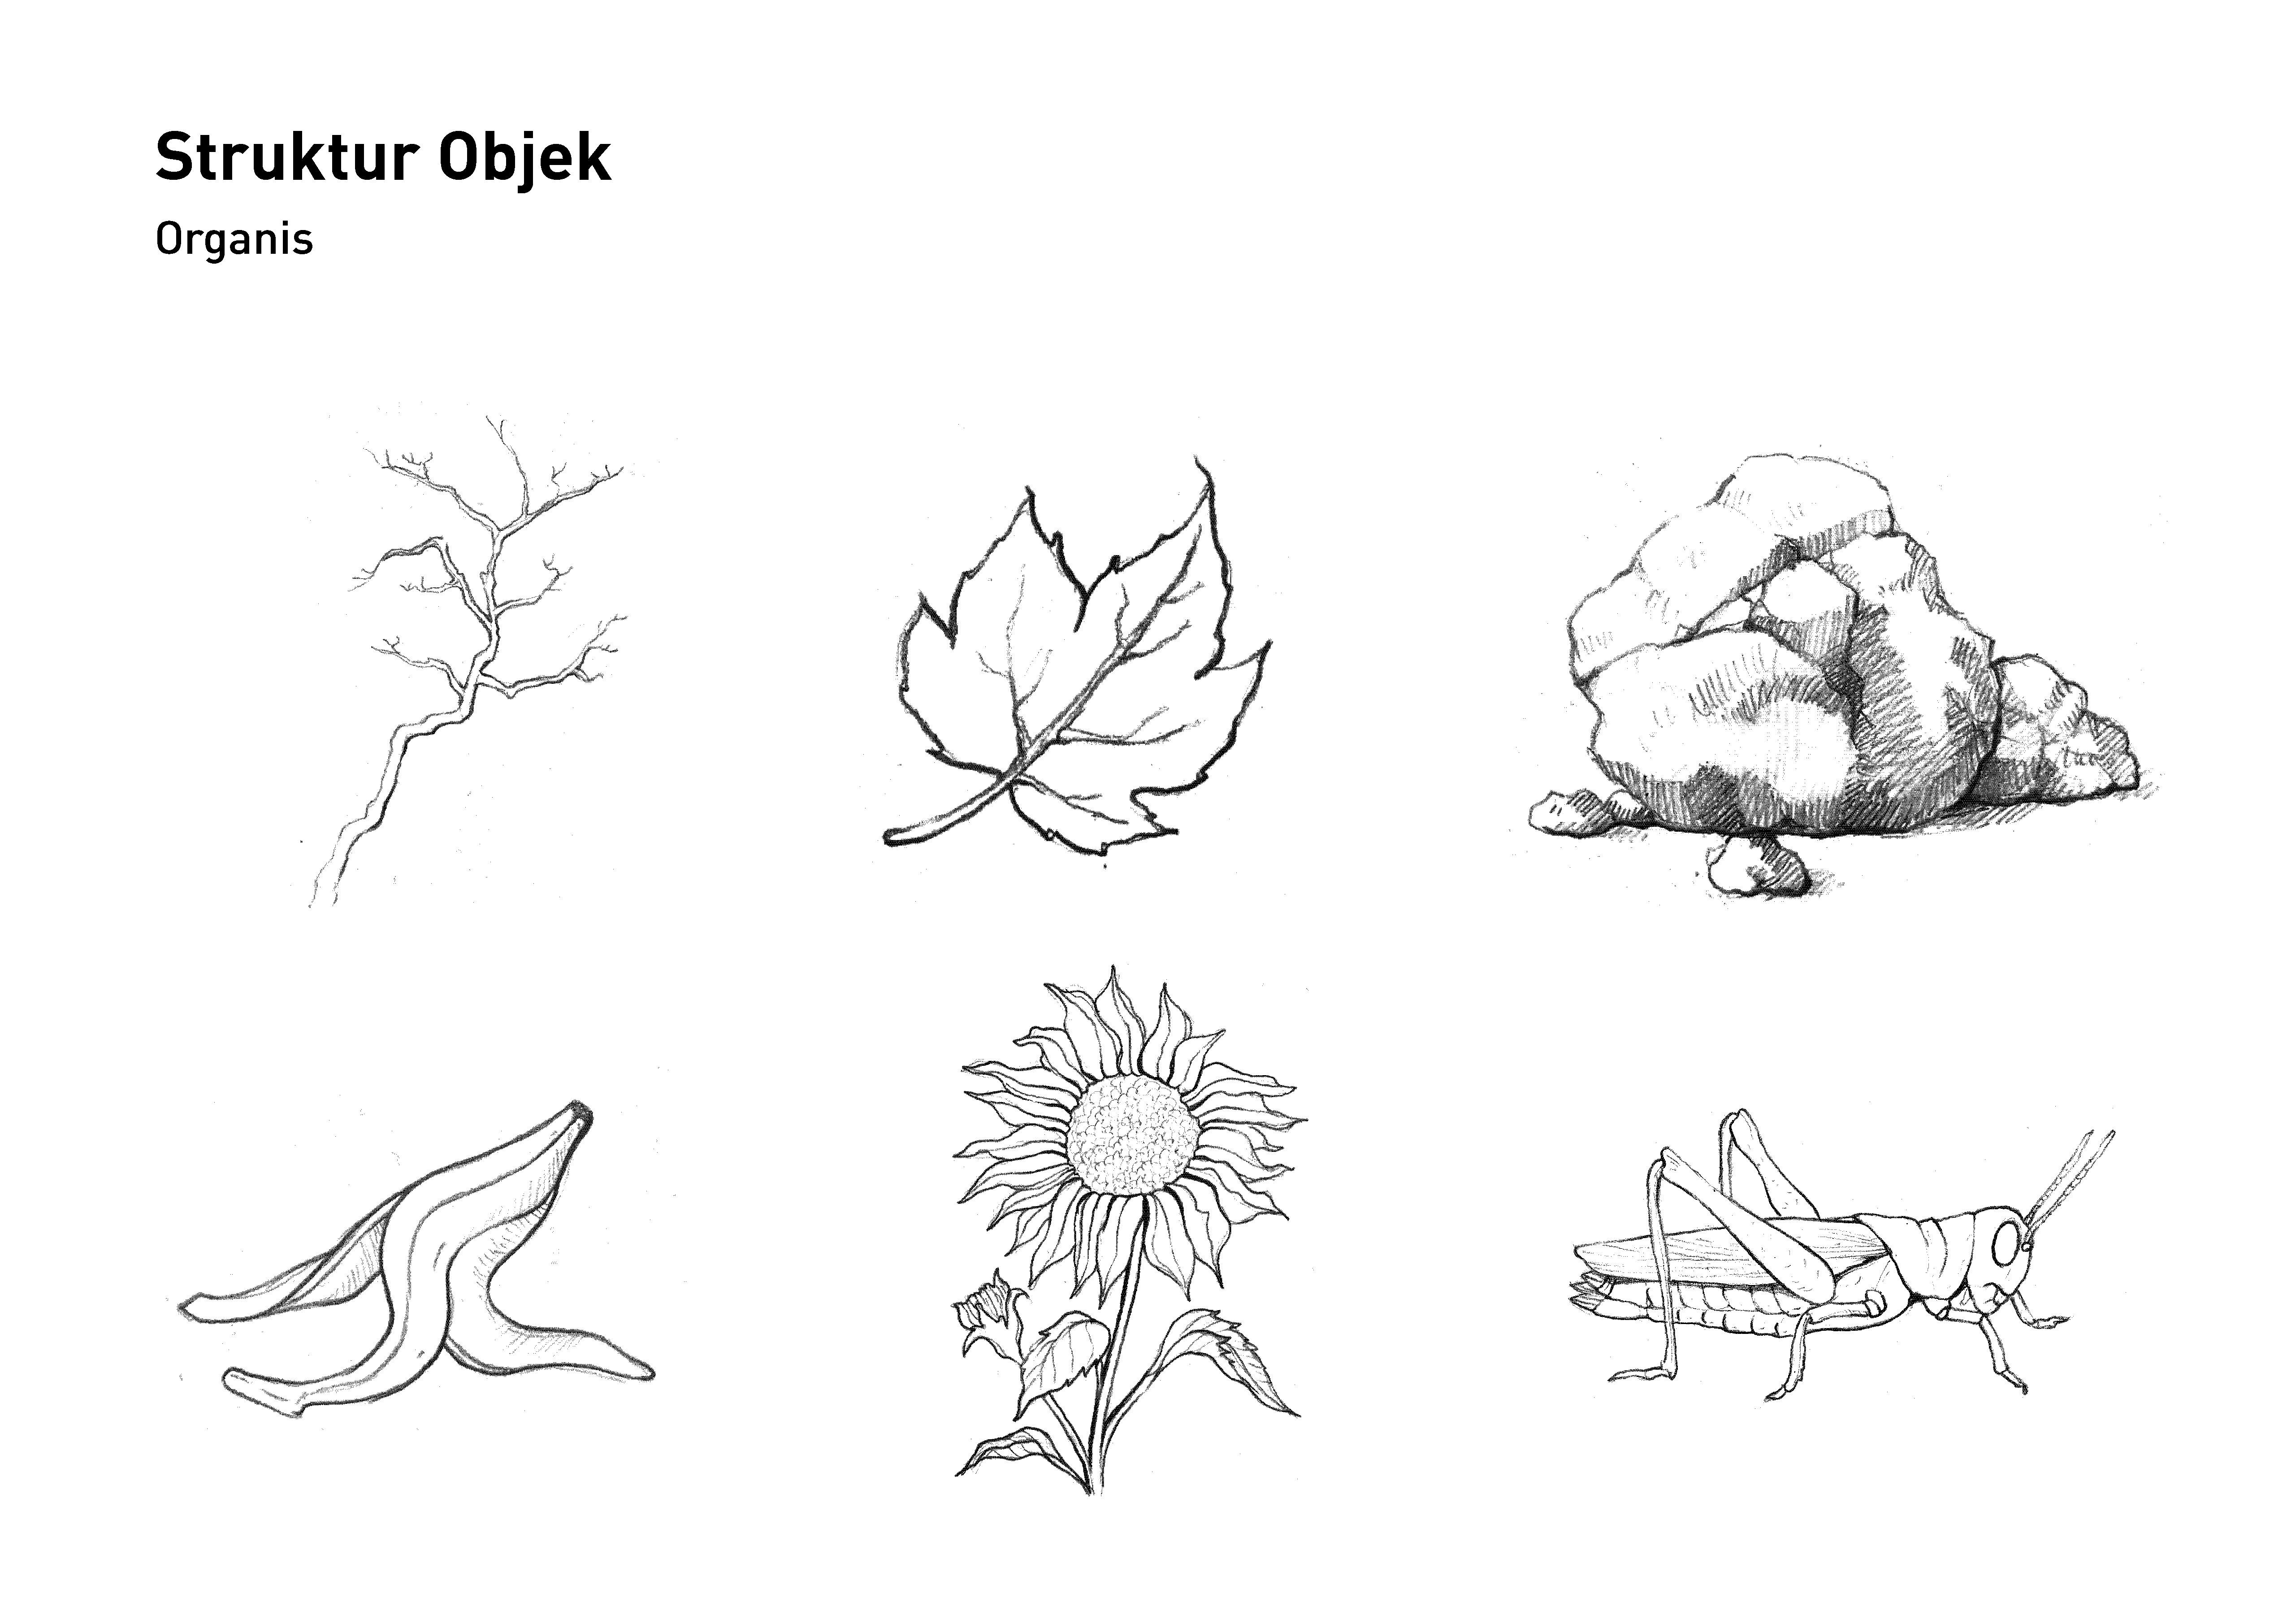 Struktur Objek
Organis